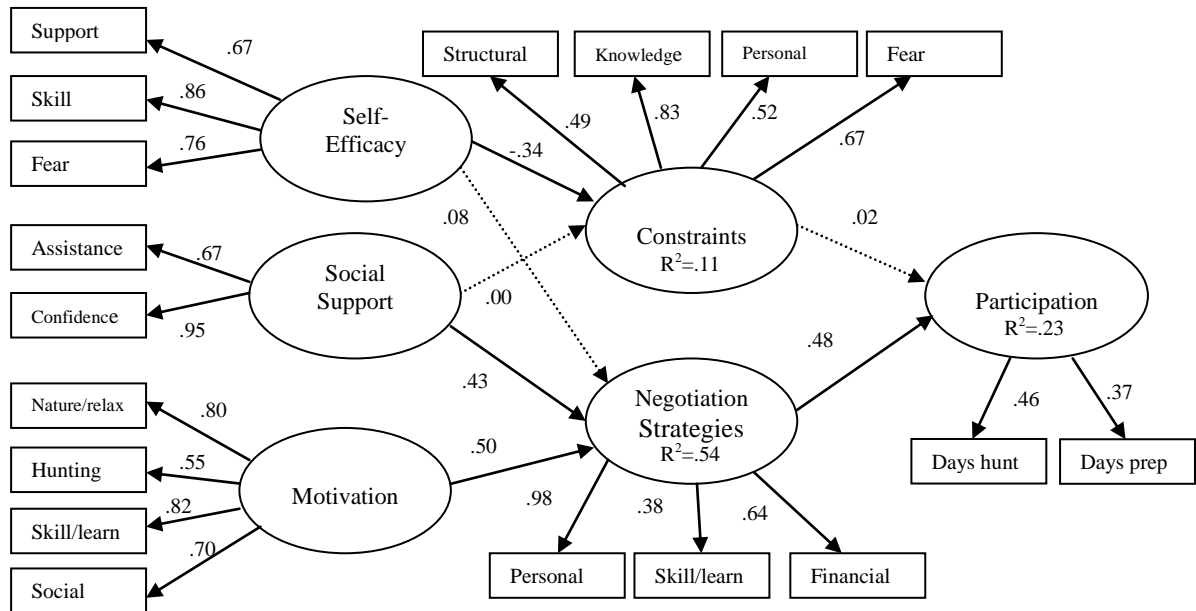 Support
.67
Skill
.86
Fear
.76
Self-
Efficacy
Structural
Knowledge
Personal
Fear
.49
.83
.52
.67
-.34
.08
Constraints
R²=.11
.02
Assistance
.67
Confidence
.95
Social
Support
.00
.43
Participation
R²=.23
.48
.46
.37
Days hunt
Days prep
Nature/relax
.80
Hunting
.55
Skill/learn
.82
Social
.70
Motivation
.50
Negotiation
Strategies
R²=.54
.98
.38
.64
Personal
Skill/learn
Financial